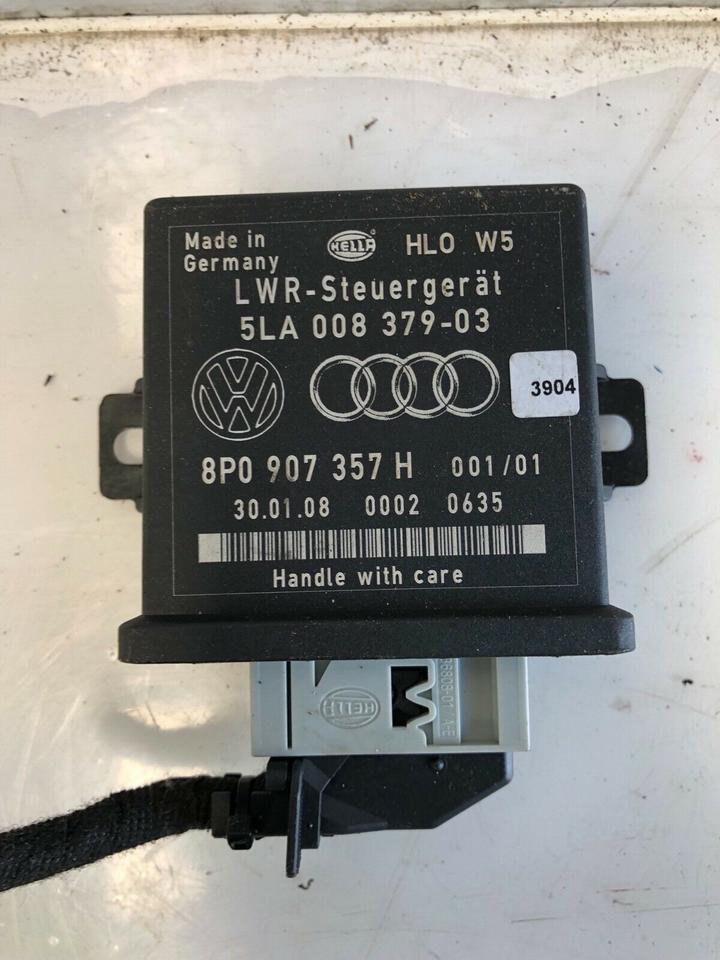 Made in
Germany
HELLA
HLO W5
LWR-Steuergerät
5LA 008 379-03
3904
8P0 907 357 H 001/01
30.01.08 0002 0635
Handle with care
HELLA